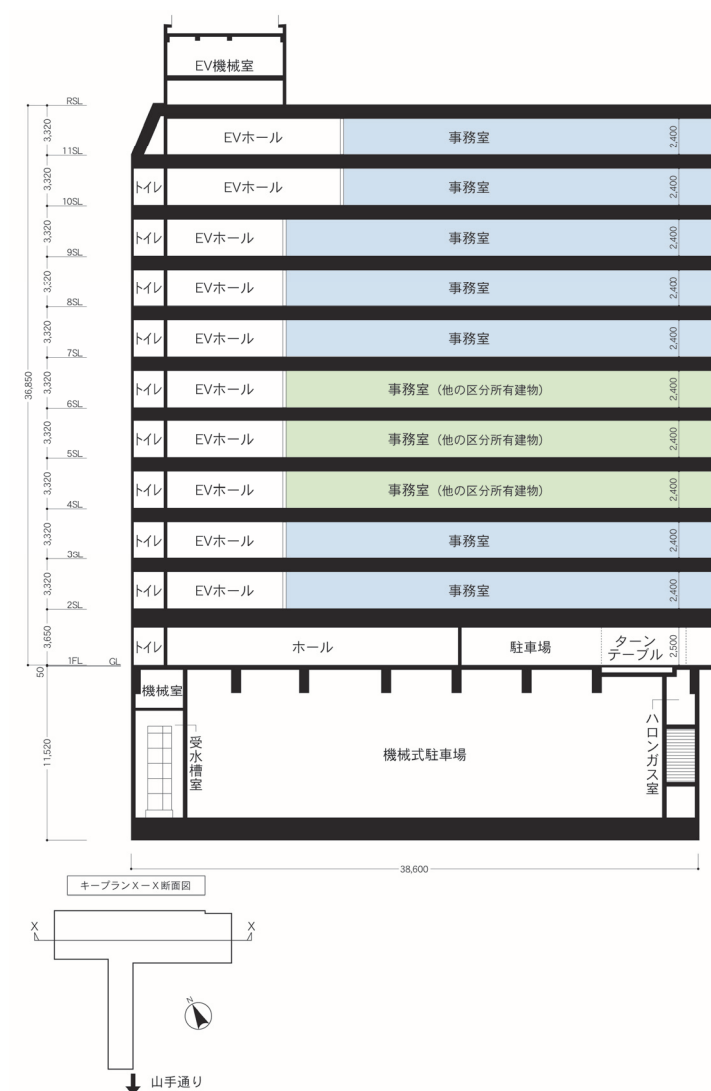 EV機械室
RSL
3,320
EVホール
事務室
2,400
11SL
3,320
トイレ
EVホール
事務室
2,400
10SL
3,320
トイレ
EVホール
事務室
2,400
9SL
3,320
トイレ
EVホール
事務室
2,400
8SL
3,320
トイレ
EVホール
事務室
2,400
7SL
36,850
3,320
トイレ
EVホール
事務室（他の区分所有建物）
2,400
6SL
3,320
トイレ
EVホール
事務室（他の区分所有建物）
2,400
5SL
3,320
トイレ
EVホール
事務室（他の区分所有建物）
2,400
4SL
3,320
トイレ
EVホール
事務室
2,400
3SL
3,320
トイレ
EVホール
事務室
2,400
2SL
3,650
トイレ
ホール
駐車場
ターン
テーブル
2,500
1FL
GL
50
機械室
11,520
受水槽室
機械式駐車場
ハロンガス室
38,600
キープランX－X断面図
X
X
N
山手通り